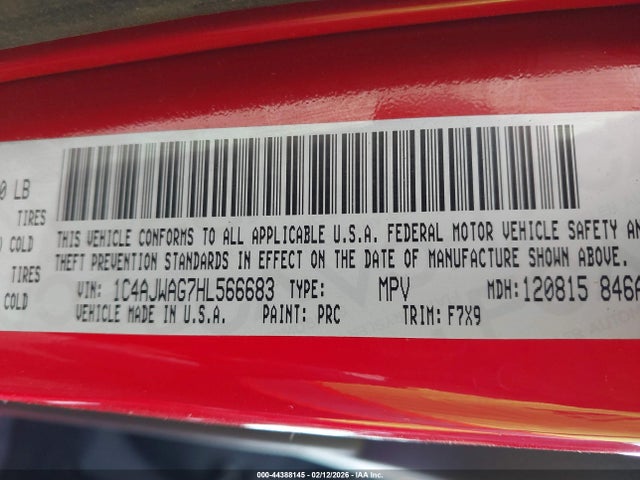 0 LB
TIRES
COLD
THIS VEHICLE CONFORMS TO ALL APPLICABLE U.S.A. FEDERAL MOTOR VEHICLE SAFETY AN
THEFT PREVENTION STANDARDS IN EFFECT ON THE DATE OF MANUFACTURE SHOWN ABOVE.
TIRES
COLD
VIN: 1C4AJWAG7HL566683 TYPE: MPV MDH: 120815 846A
VEHICLE MADE IN U.S.A. PAINT: PRC TRIM: F7X9
000-44388145 - 02/12/2026 - IAA Inc.